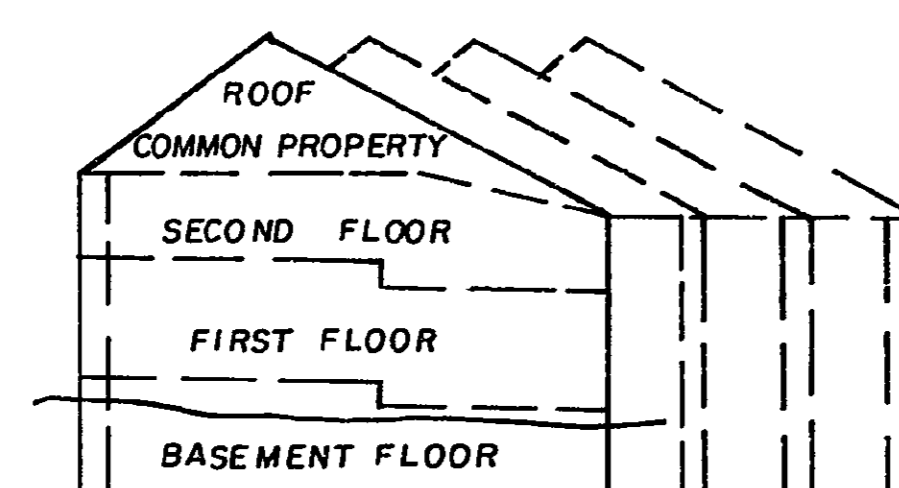 ROOF
COMMON PROPERTY
SECOND FLOOR
FIRST FLOOR
BASEMENT FLOOR